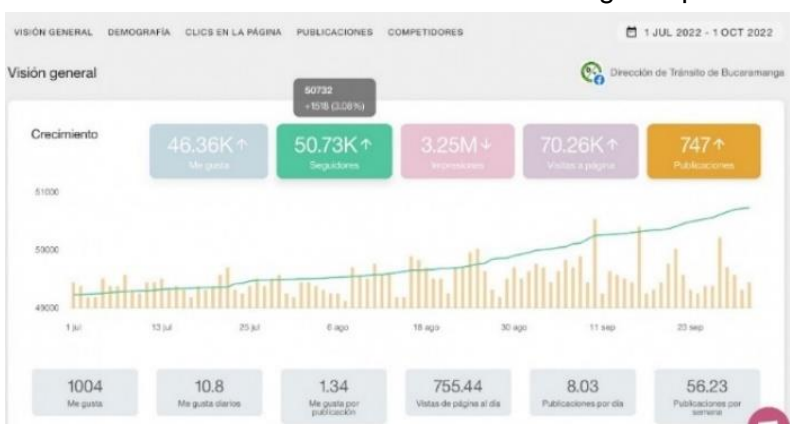 VISIÓN GENERAL DEMOGRAFÍA CLICS EN LA PÁGINA PUBLICACIONES COMPETIDORES 1 JUL 2022 - 1 OCT 2022
Visión general Dirección de Tránsito de Bucaramanga
50732
+1518 (3.08%)
Crecimiento
46.36K↑ 50.73K↑ 3.25M↓ 70.26K↑ 747↑
Me gusta Seguidores Impresiones Visitas a página Publicaciones
51000
50000
49000
1 jul 13 jul 25 jul 6 ago 18 ago 30 ago 11 sep 23 sep
1004 10.8 1.34 755.44 8.03 56.23
Me gusta Me gusta diarios Me gusta por publicación Vistas de página al día Publicaciones por día Publicaciones por semana